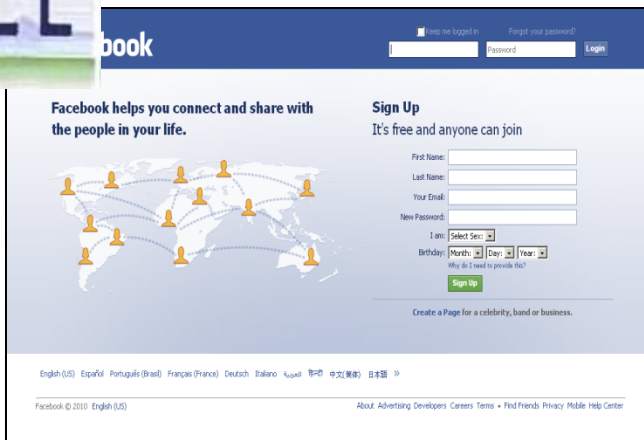 book
Keep me logged in Forgot your password?
Password Login
Facebook helps you connect and share with
the people in your life.
Sign Up
It's free and anyone can join
First Name:
Last Name:
Your Email:
New Password:
I am: Select Sex:
Birthday: Month: Day: Year:
Why do I need to provide this?
Sign Up
Create a Page for a celebrity, band or business.
English (US) Español Português (Brasil) Français (France) Deutsch Italiano العربية हिन्दी 中文(简体) 日本語 »
Facebook © 2010 English (US)
About Advertising Developers Careers Terms • Find Friends Privacy Mobile Help Center